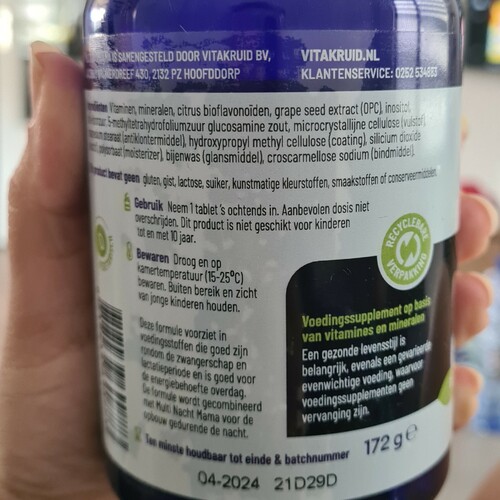 IS SAMENGESTELD DOOR VITAKRUID BV,
430, 2132 PZ HOOFDDORP
VITAKRUID.NL
KLANTENSERVICE: 0252 534663
Vitaminen, mineralen, citrus bioflavonoïden, grape seed extract (OPC), inositol,
5-methyltetrahydrofoliumzuur glucosamine zout, microcrystallijne cellulose (vulstof),
(antiklontermiddel), hydroxypropyl methyl cellulose (coating), silicium dioxide
(moisterizer), bijenwas (glansmiddel), croscarmellose sodium (bindmiddel).
product bevat geen gluten, gist, lactose, suiker, kunstmatige kleurstoffen, smaakstoffen of conserveermiddelen.
Gebruik Neem 1 tablet 's ochtends in. Aanbevolen dosis niet
overschrijden. Dit product is niet geschikt voor kinderen
tot en met 10 jaar.
Bewaren Droog en op
kamertemperatuur (15-25°C)
bewaren. Buiten bereik en zicht
van jonge kinderen houden.
RECYCLEBARE
VERPAKKING
Deze formule voorziet in
voedingsstoffen die goed zijn
rondom de zwangerschap en
lactatieperiode en is goed voor
de energiebehoefte overdag.
De formule wordt gecombineerd
met Multi Nacht Mama voor de
opbouw gedurende de nacht.
Voedingssupplement op basis
van vitamines en mineralen
Een gezonde levensstijl is
belangrijk, evenals een gevarieerde
evenwichtige voeding, waarvoor
voedingssupplementen geen
vervanging zijn.
Ten minste houdbaar tot einde & batchnummer
172 g e
04-2024 21D29D